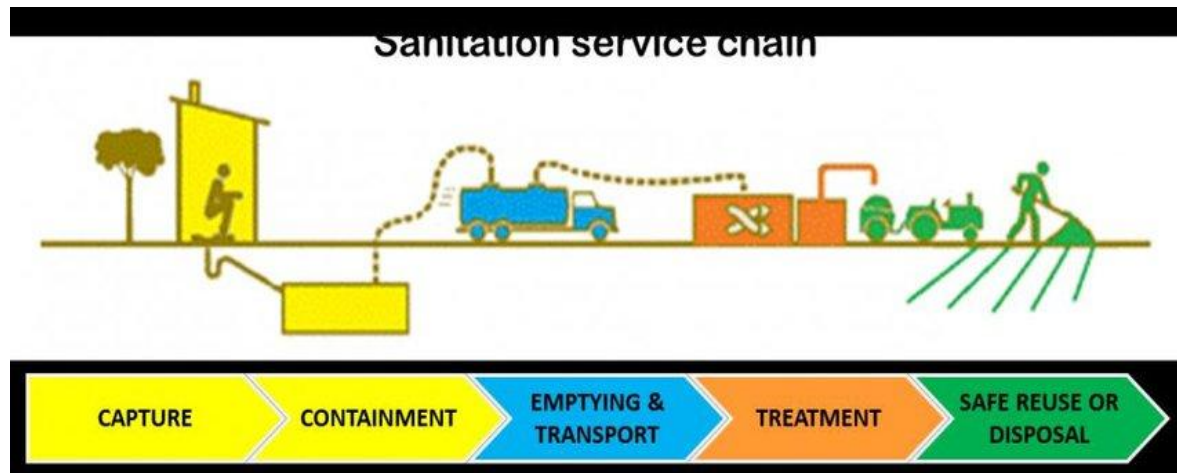 Sanitation service chain
CAPTURE
CONTAINMENT
EMPTYING &
TRANSPORT
TREATMENT
SAFE REUSE OR
DISPOSAL